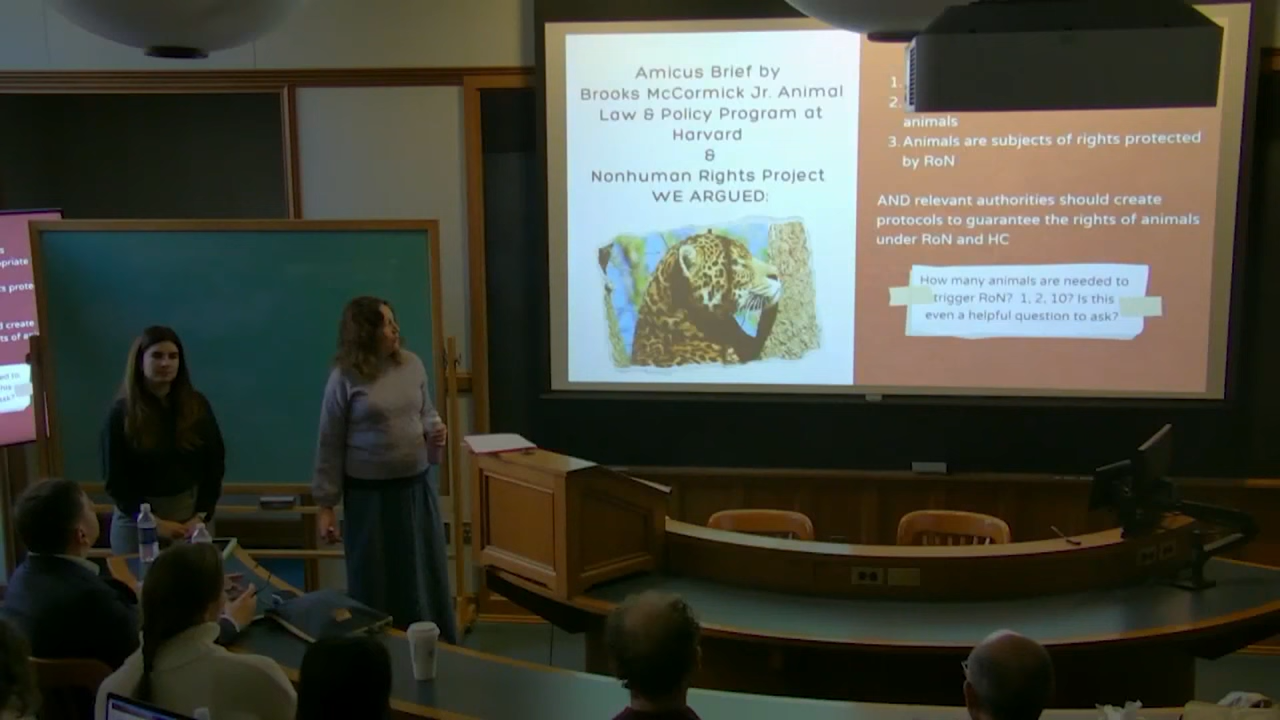 Amicus Brief by
Brooks McCormick Jr. Animal
Law & Policy Program at
Harvard
&
Nonhuman Rights Project
WE ARGUED:
1.
2.
animals
3. Animals are subjects of rights protected
by RoN
AND relevant authorities should create
protocols to guarantee the rights of animals
under RoN and HC
How many animals are needed to
trigger RoN? 1, 2, 10? Is this
even a helpful question to ask?